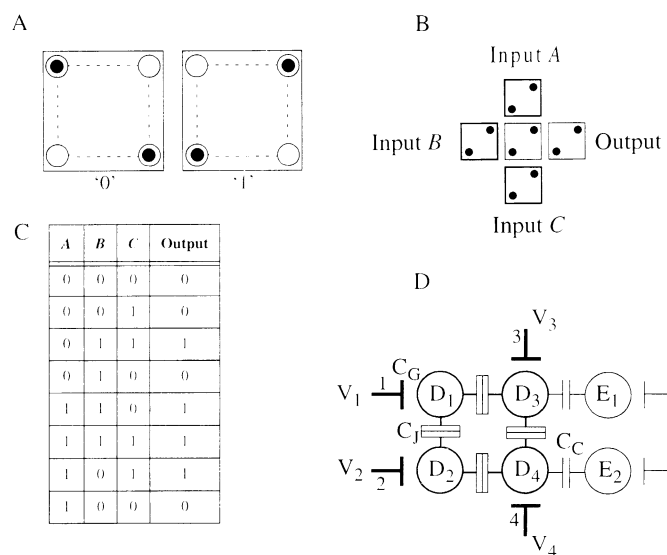 A
'0' '1'
B
Input A
Input B
Output
Input C
C
A B C Output
0 0 0 0
0 0 1 0
0 1 1 1
0 1 0 0
1 1 0 1
1 1 1 1
1 0 1 1
1 0 0 0
D
3 V3
CG
V1 1 D1 D3 E1
CJ CC
V2 2 D2 D4 E2
4 V4